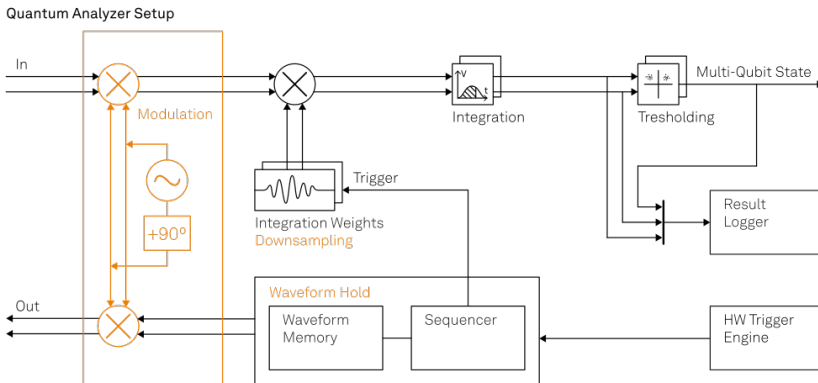 Quantum Analyzer Setup
In
Modulation
+90º
Out
Trigger
Integration Weights
Downsampling
Waveform Hold
Waveform
Memory
Sequencer
V
t
Integration
Tresholding
Multi-Qubit State
Result
Logger
HW Trigger
Engine